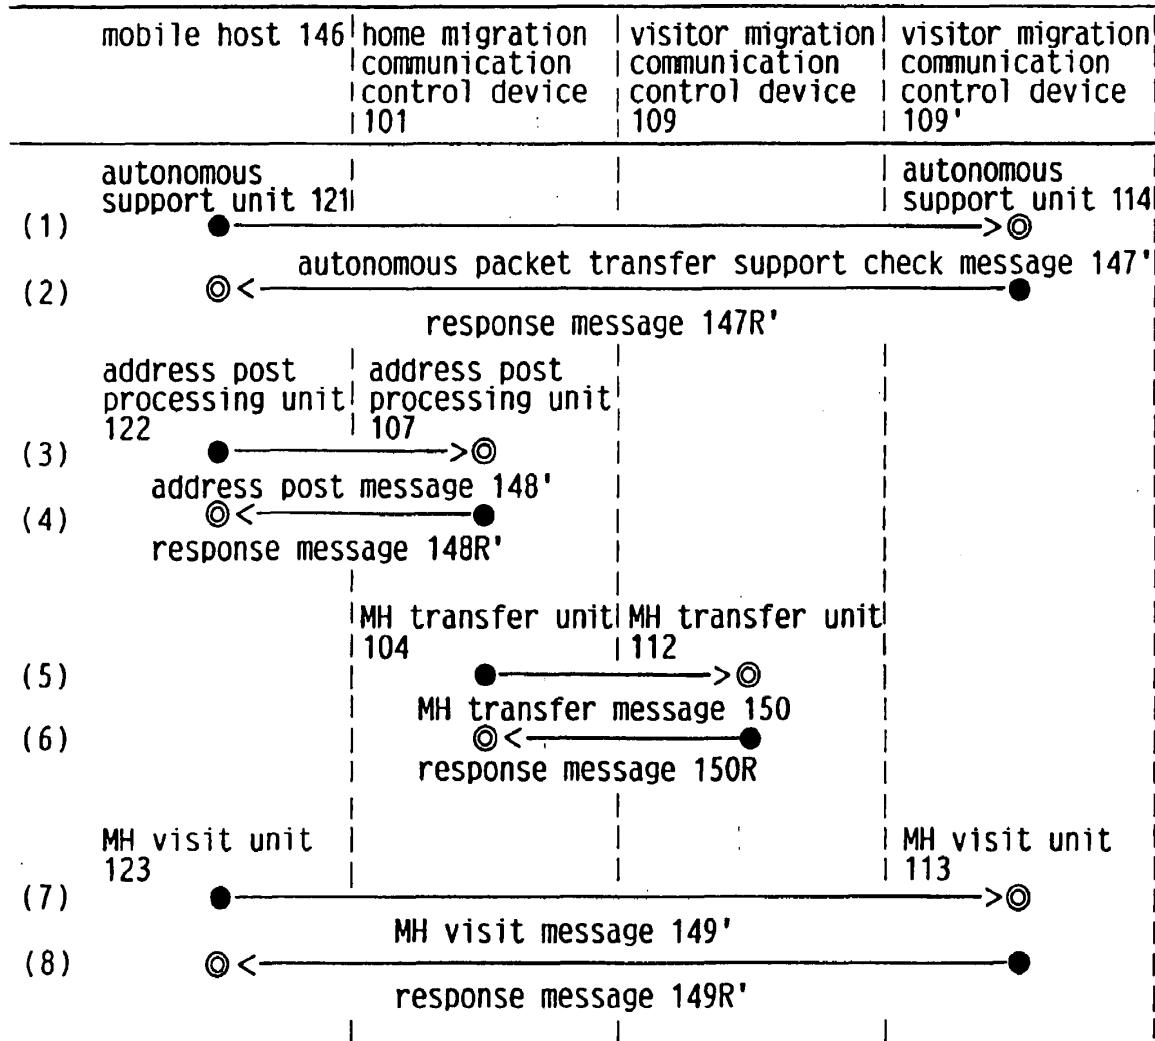 mobile host 146 home migration communication control device 101 visitor migration communication control device 109 visitor migration communication control device 109'
autonomous support unit 121 autonomous support unit 114
(1)
autonomous packet transfer support check message 147'
(2)
response message 147R'
address post processing unit 122 address post processing unit 107
(3)
address post message 148'
(4)
response message 148R'
MH transfer unit 104 MH transfer unit 112
(5)
MH transfer message 150
(6)
response message 150R
MH visit unit 123 MH visit unit 113
(7)
MH visit message 149'
(8)
response message 149R'